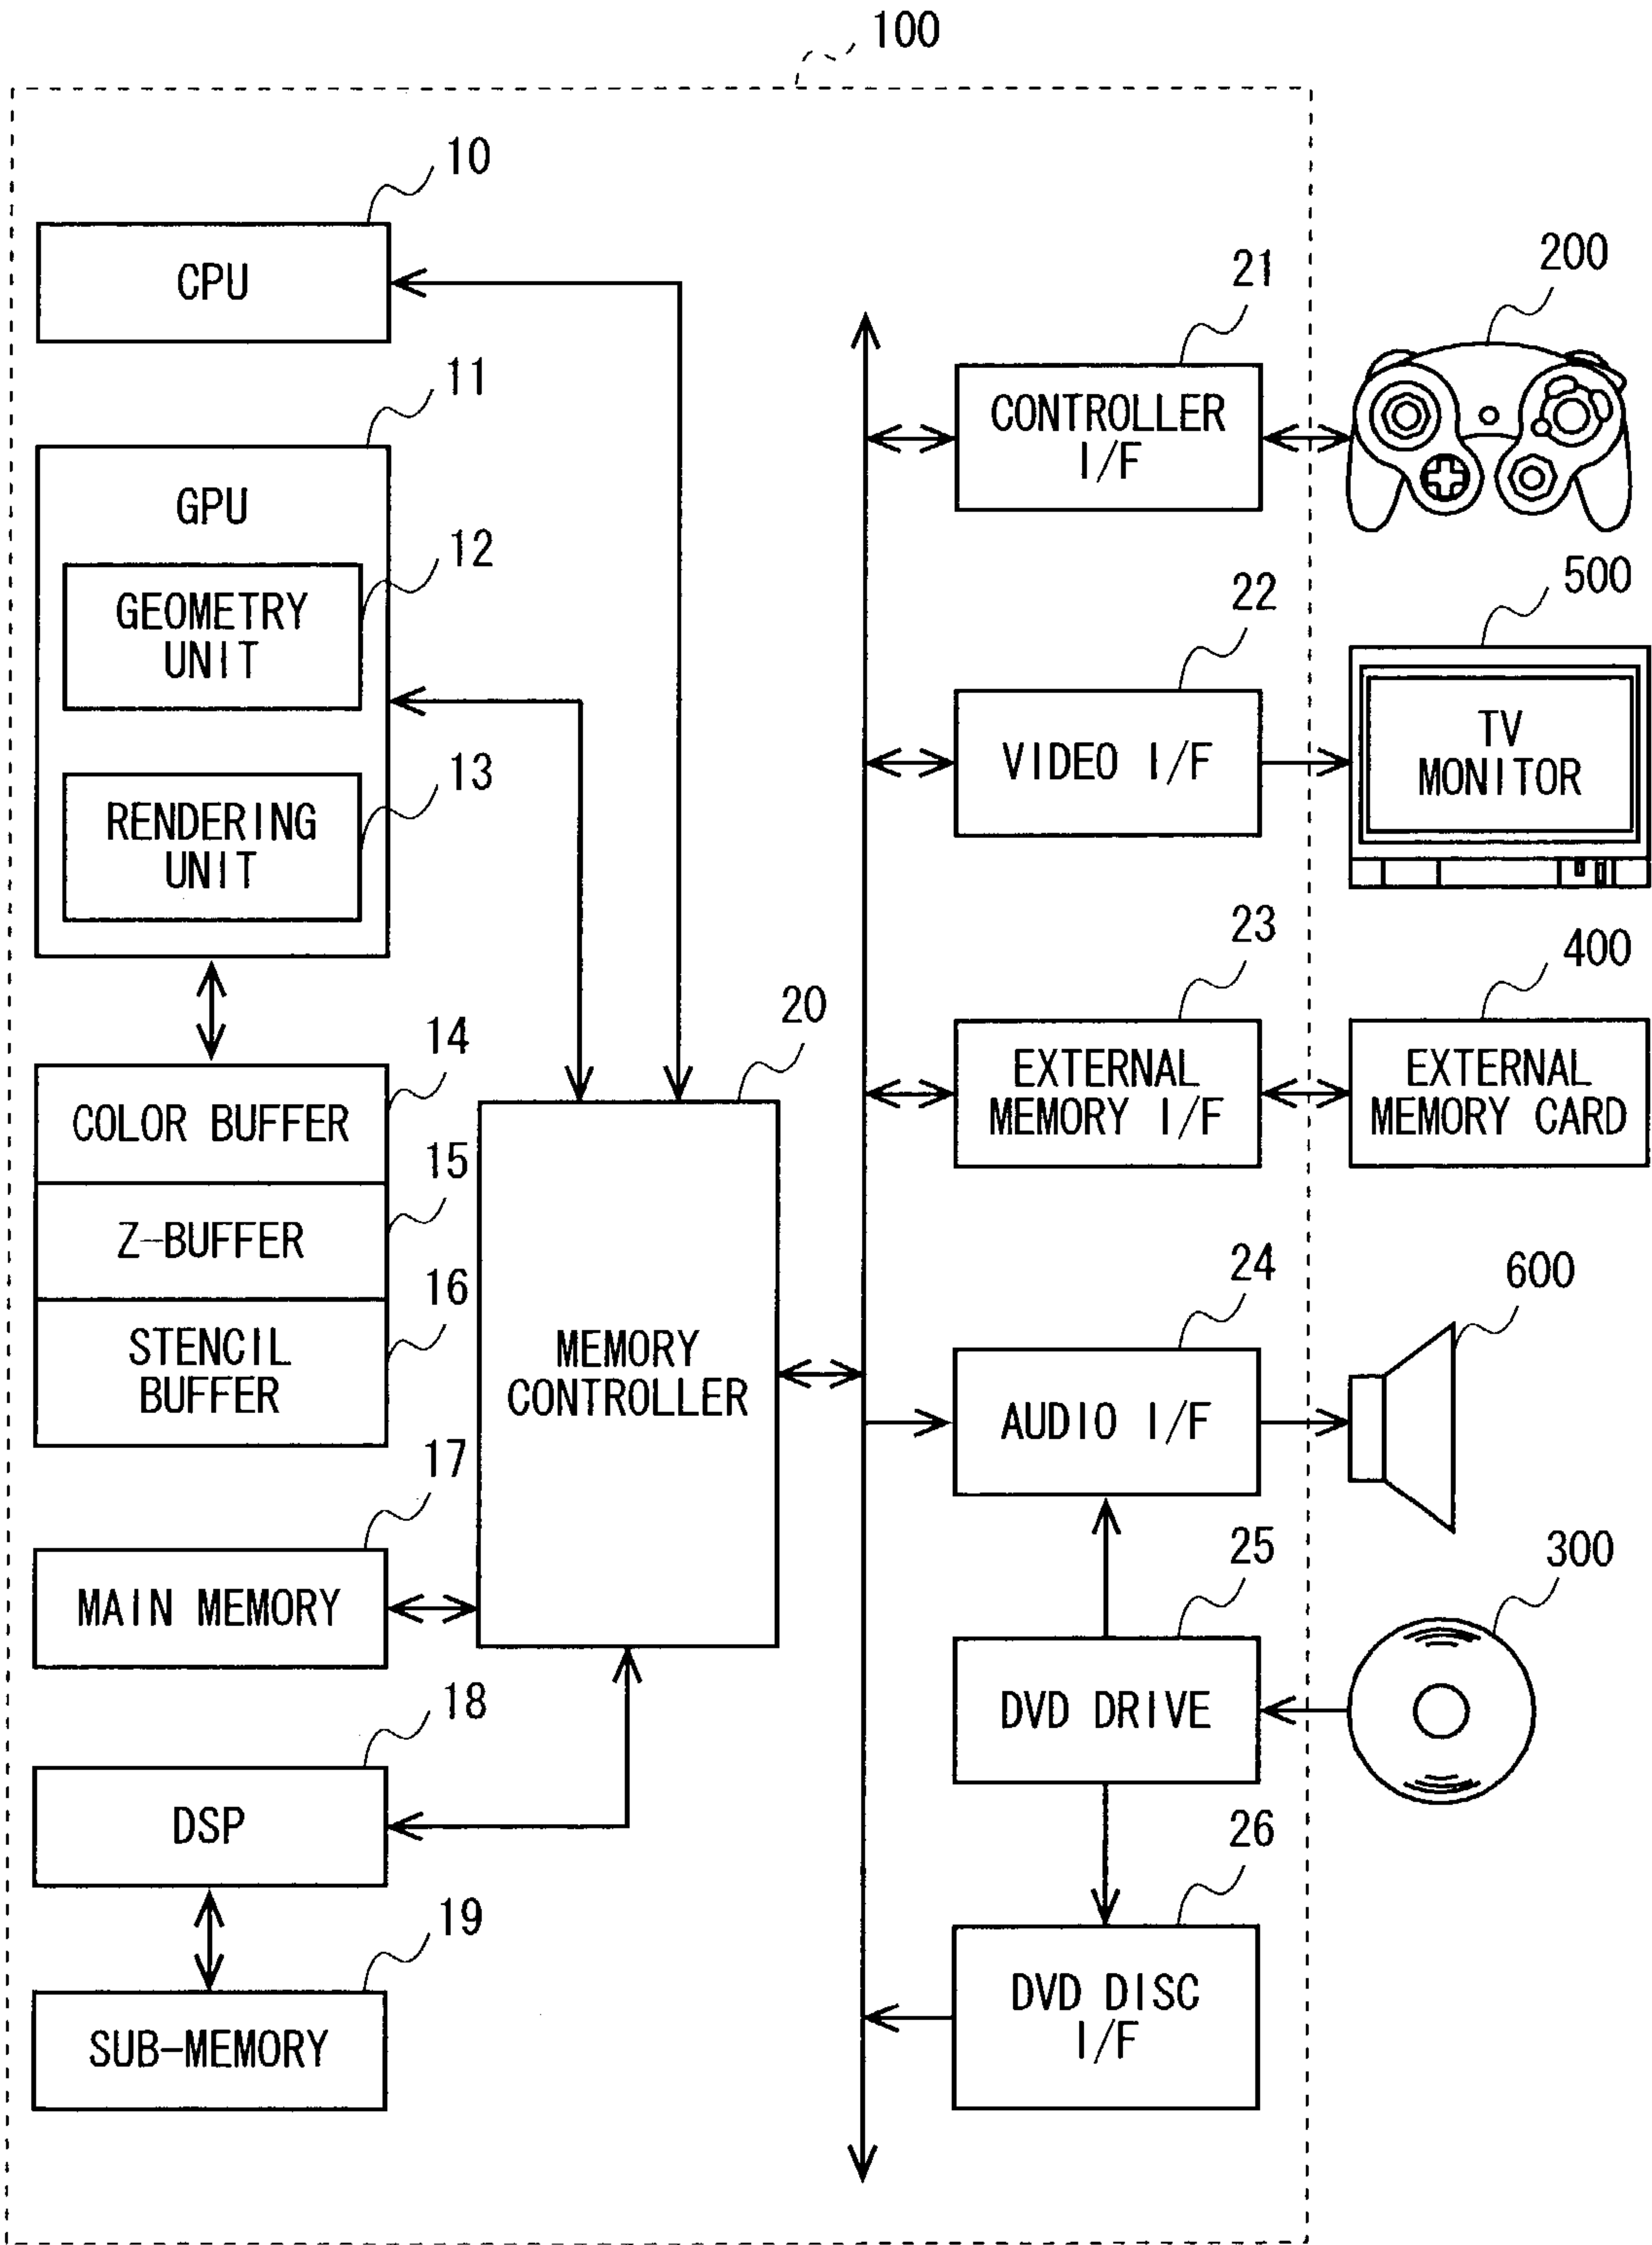 100
10
CPU
11
GPU
12
GEOMETRY
UNIT
13
RENDERING
UNIT
14
COLOR BUFFER
15
Z-BUFFER
16
STENCIL
BUFFER
17
MAIN MEMORY
18
DSP
19
SUB-MEMORY
20
MEMORY
CONTROLLER
21
CONTROLLER
I/F
200
22
VIDEO I/F
500
TV
MONITOR
23
EXTERNAL
MEMORY I/F
400
EXTERNAL
MEMORY CARD
24
AUDIO I/F
600
25
DVD DRIVE
300
26
DVD DISC
I/F